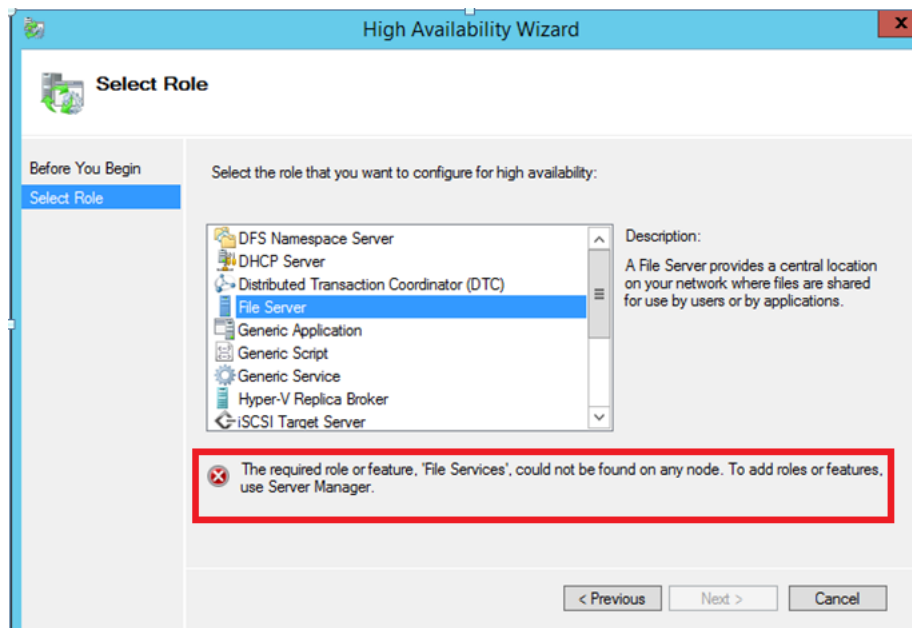 High Availability Wizard
x
Select Role
Before You Begin
Select Role
Select the role that you want to configure for high availability:
DFS Namespace Server
DHCP Server
Distributed Transaction Coordinator (DTC)
File Server
Generic Application
Generic Script
Generic Service
Hyper-V Replica Broker
iSCSI Target Server
Description:
A File Server provides a central location
on your network where files are shared
for use by users or by applications.
The required role or feature, 'File Services', could not be found on any node. To add roles or features,
use Server Manager.
< Previous
Next >
Cancel